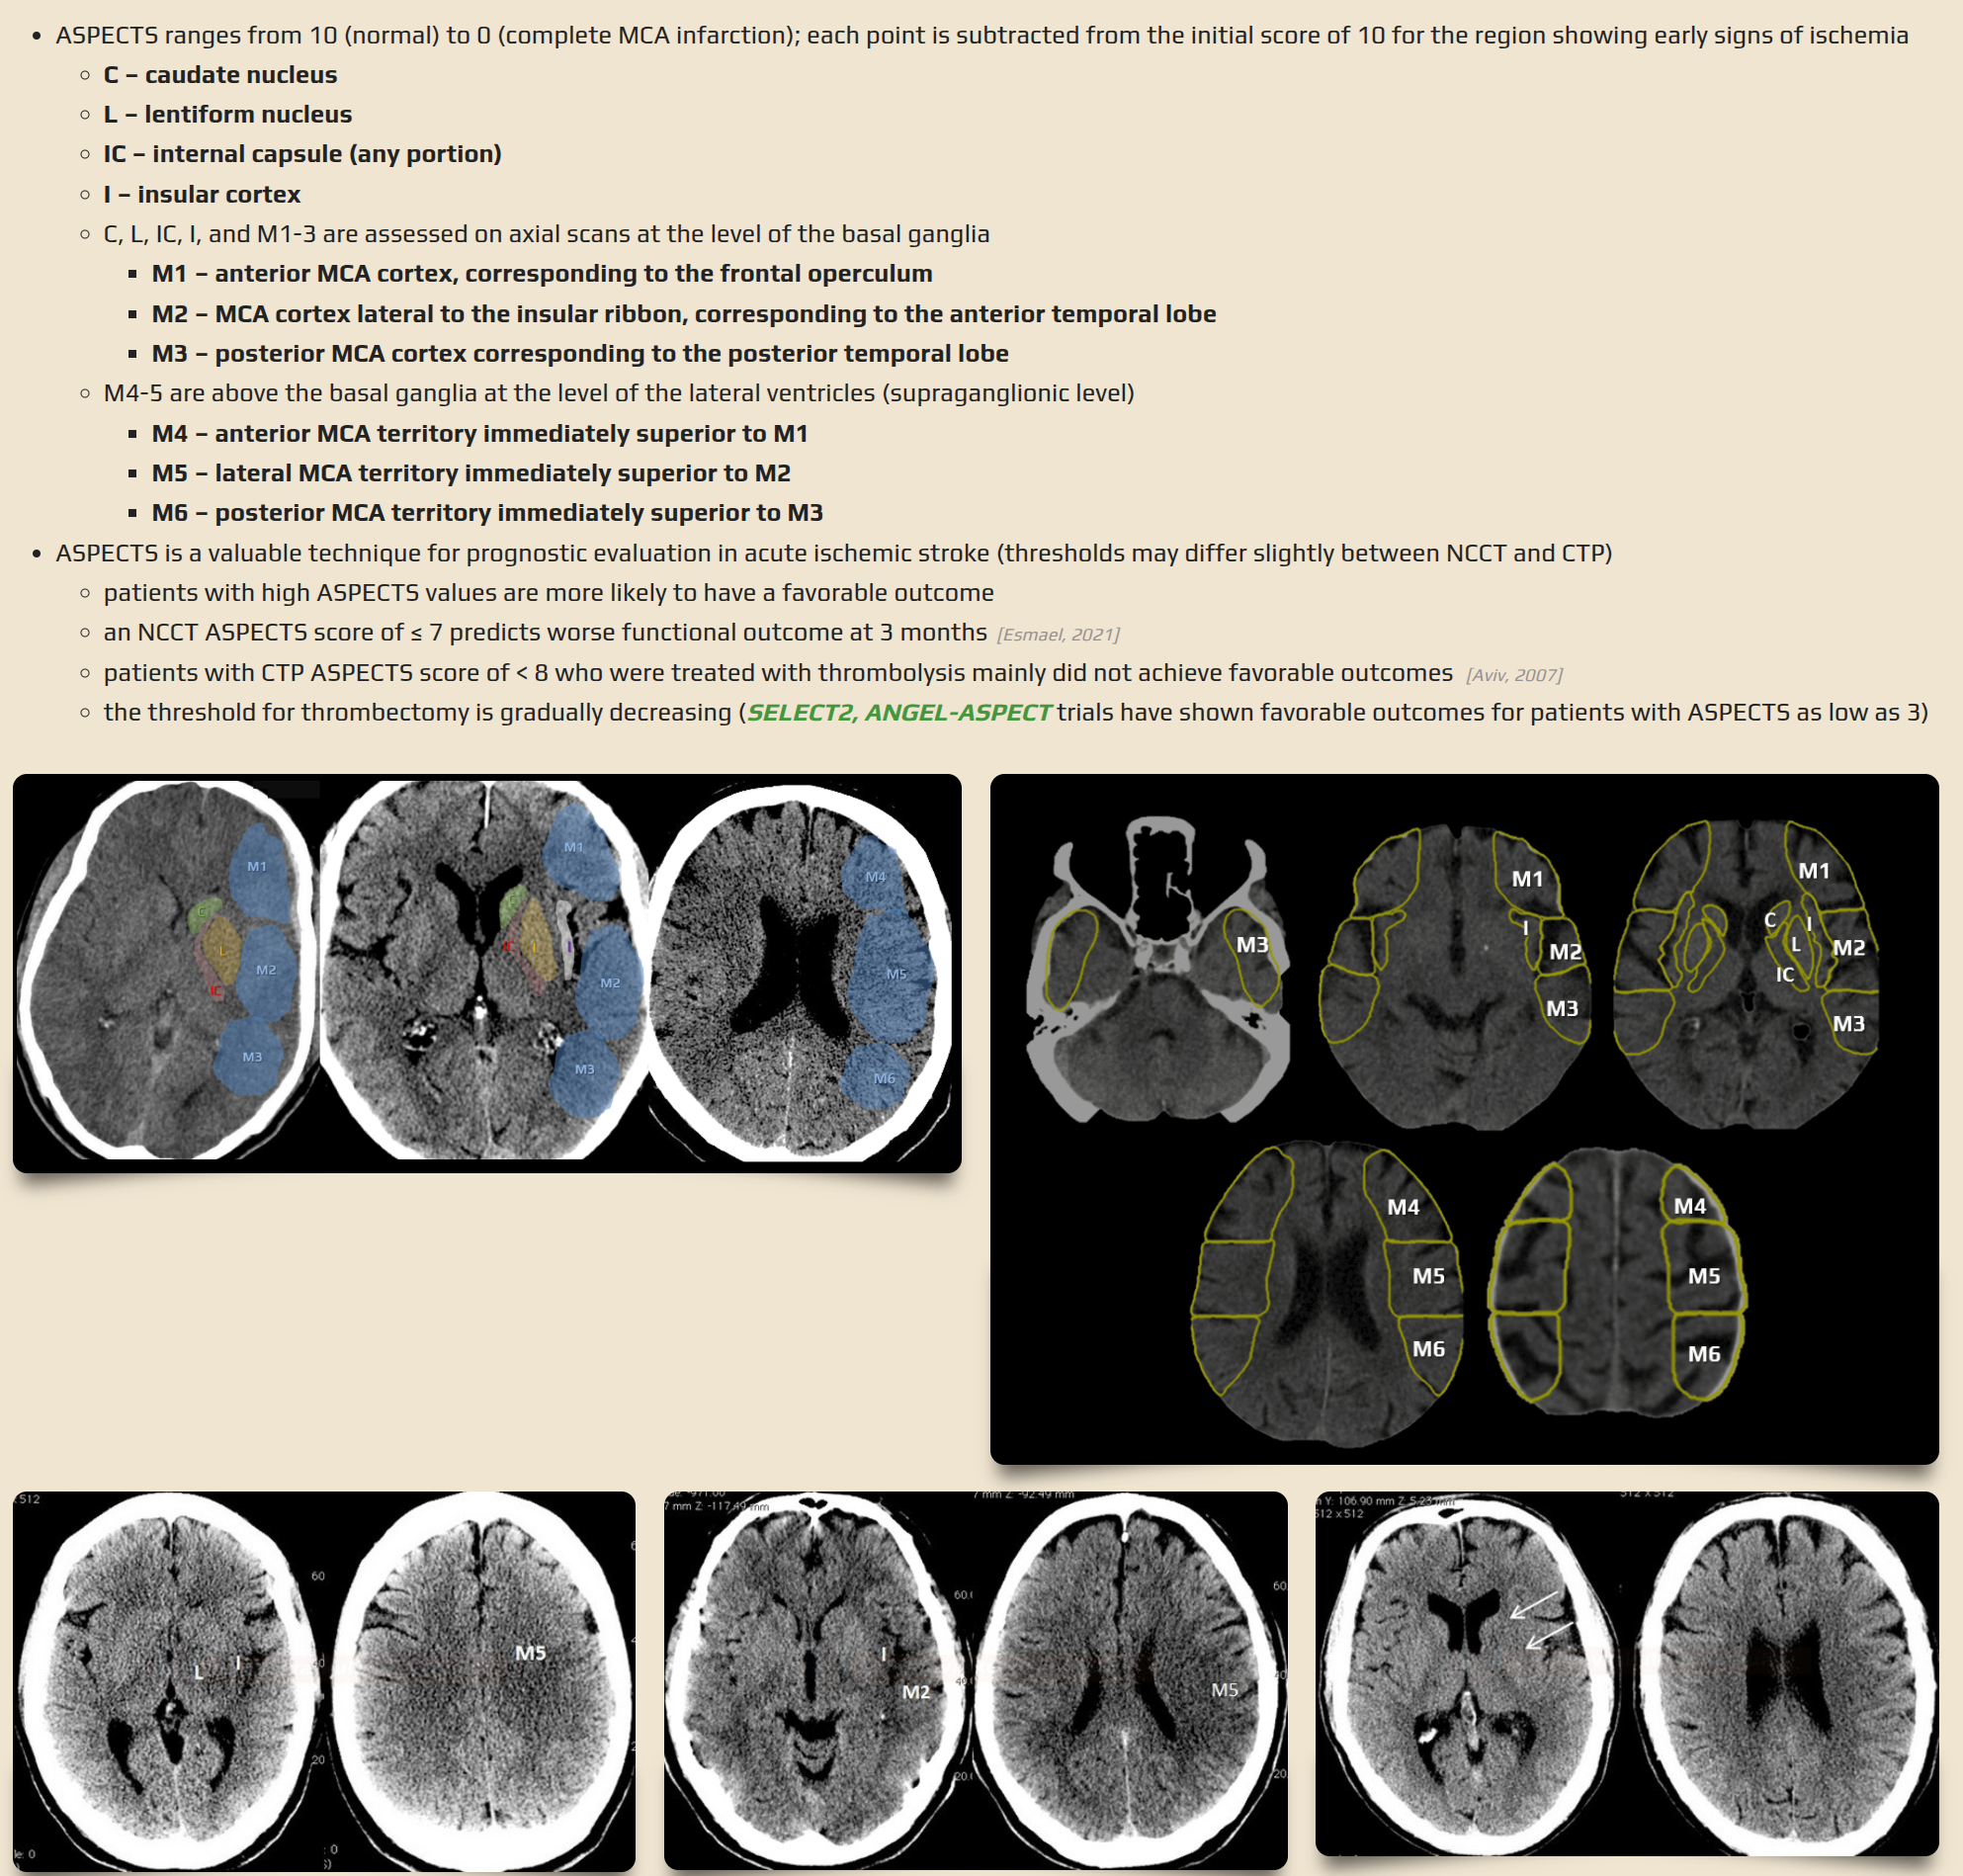 ASPECTS ranges from 10 (normal) to 0 (complete MCA infarction); each point is subtracted from the initial score of 10 for the region showing early signs of ischemia
C – caudate nucleus
L – lentiform nucleus
IC – internal capsule (any portion)
I – insular cortex
C, L, IC, I, and M1-3 are assessed on axial scans at the level of the basal ganglia
M1 – anterior MCA cortex, corresponding to the frontal operculum
M2 – MCA cortex lateral to the insular ribbon, corresponding to the anterior temporal lobe
M3 – posterior MCA cortex corresponding to the posterior temporal lobe
M4-5 are above the basal ganglia at the level of the lateral ventricles (supraganglionic level)
M4 – anterior MCA territory immediately superior to M1
M5 – lateral MCA territory immediately superior to M2
M6 – posterior MCA territory immediately superior to M3
ASPECTS is a valuable technique for prognostic evaluation in acute ischemic stroke (thresholds may differ slightly between NCCT and CTP)
patients with high ASPECTS values are more likely to have a favorable outcome
an NCCT ASPECTS score of ≤ 7 predicts worse functional outcome at 3 months [Esmael, 2021]
patients with CTP ASPECTS score of < 8 who were treated with thrombolysis mainly did not achieve favorable outcomes [Aviv, 2007]
the threshold for thrombectomy is gradually decreasing (SELECT2, ANGEL-ASPECT trials have shown favorable outcomes for patients with ASPECTS as low as 3)
M1
C
L
M2
IC
M3
M1
C
IC
L
I
M2
M3
M4
M5
M6
M3
M1
I
M2
M3
M1
C
I
L
M2
IC
M3
M4
M5
M6
M4
M5
M6
512
60
L
I
20
M5
7 mm Z: -117.49 mm
60.0
I
M2
20.0
7 mm Z: -92.49 mm
60
M5
20
n Y: 106.90 mm Z: 5.23 mm
512 x 512
512 x 512